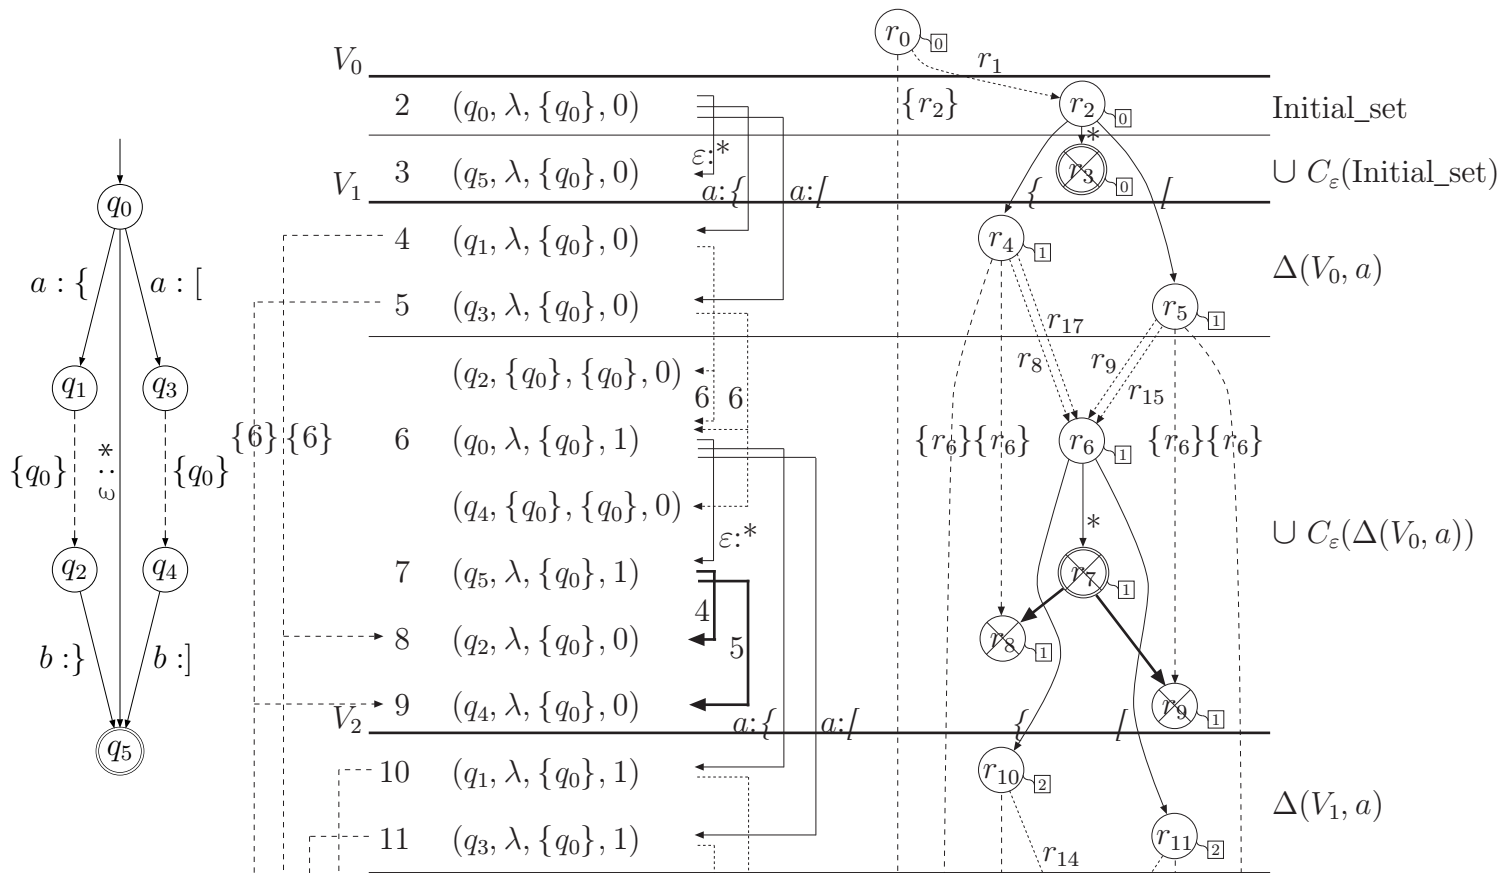 q₀
a : {
a : [
q₁
q₃
{q₀}
ε : *
{q₀}
q₂
q₄
b :}
b :]
q₅
V₀
2 (q₀, λ, {q₀}, 0)
ε:*
3 (q₅, λ, {q₀}, 0)
V₁
a:{
a:[
4 (q₁, λ, {q₀}, 0)
5 (q₃, λ, {q₀}, 0)
(q₂, {q₀}, {q₀}, 0)
6
6
{6}
{6}
6 (q₀, λ, {q₀}, 1)
(q₄, {q₀}, {q₀}, 0)
ε:*
7 (q₅, λ, {q₀}, 1)
4
8 (q₂, λ, {q₀}, 0)
5
9 (q₄, λ, {q₀}, 0)
V₂
a:{
a:[
10 (q₁, λ, {q₀}, 1)
11 (q₃, λ, {q₀}, 1)
r₀ 0
r₁
{r₂}
r₂ 0
*
r₃ 0
{
[
r₄ 1
r₅ 1
r₁₇
r₈
r₉
r₁₅
{r₆}
{r₆}
r₆ 1
{r₆}
{r₆}
*
r₇ 1
r₈ 1
r₉ 1
{
[
r₁₀ 2
r₁₁ 2
r₁₄
Initial_set
∪ C_ε(Initial_set)
Δ(V₀, a)
∪ C_ε(Δ(V₀, a))
Δ(V₁, a)